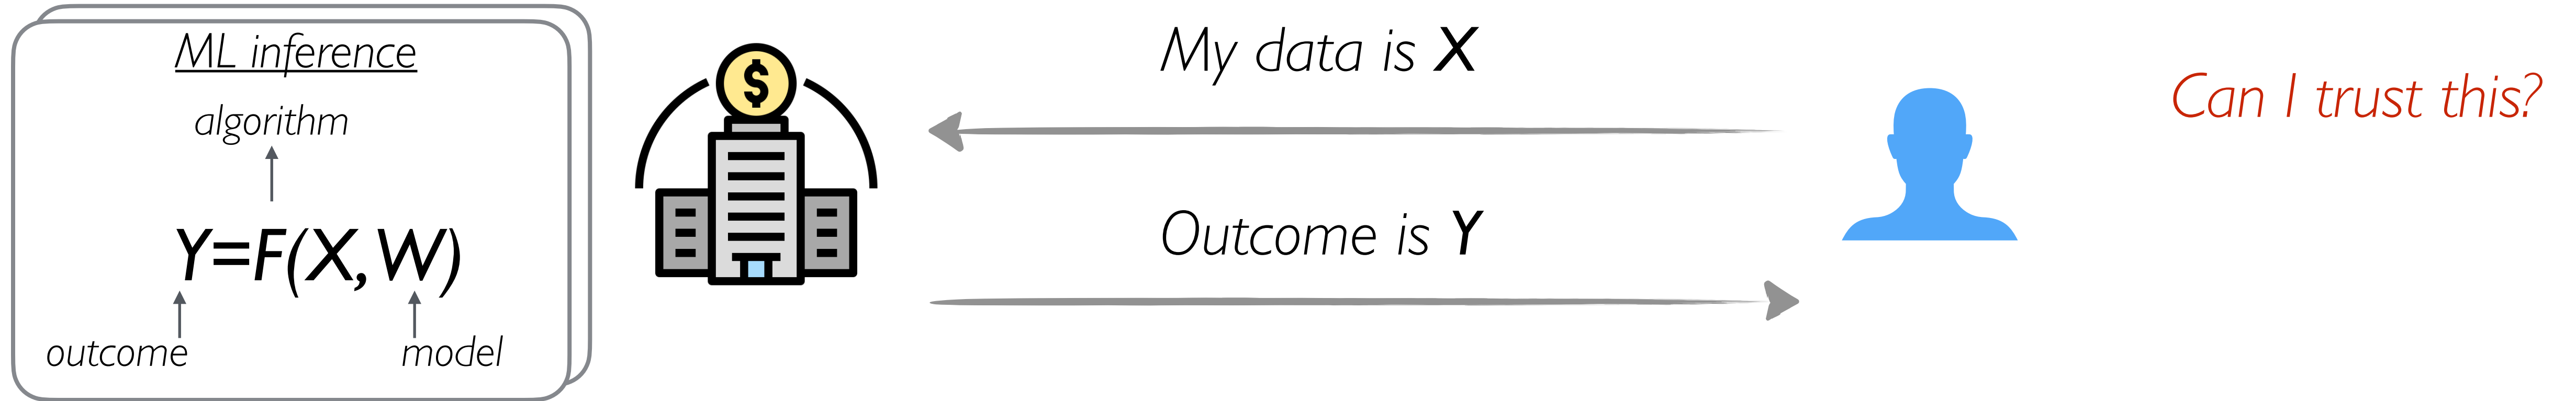 ML inference
algorithm
Y=F(X,W)
outcome
model
$
My data is X
Outcome is Y
Can I trust this?